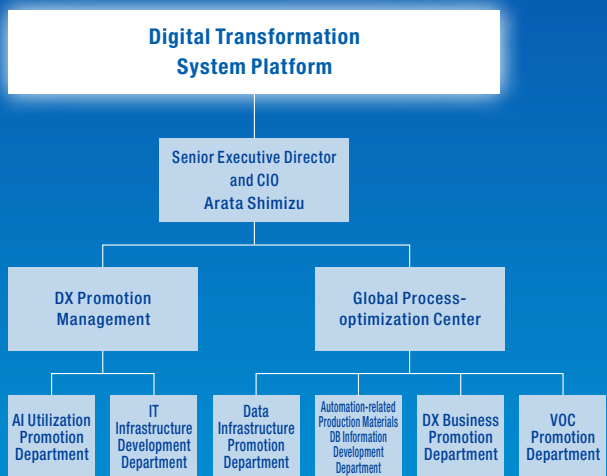 Digital Transformation
System Platform
Senior Executive Director
and CIO
Arata Shimizu
DX Promotion
Management
Global Process-
optimization Center
AI Utilization
Promotion
Department
IT
Infrastructure
Development
Department
Data
Infrastructure
Promotion
Department
Automation-related
Production Materials
DB Information
Development
Department
DX Business
Promotion
Department
VOC
Promotion
Department